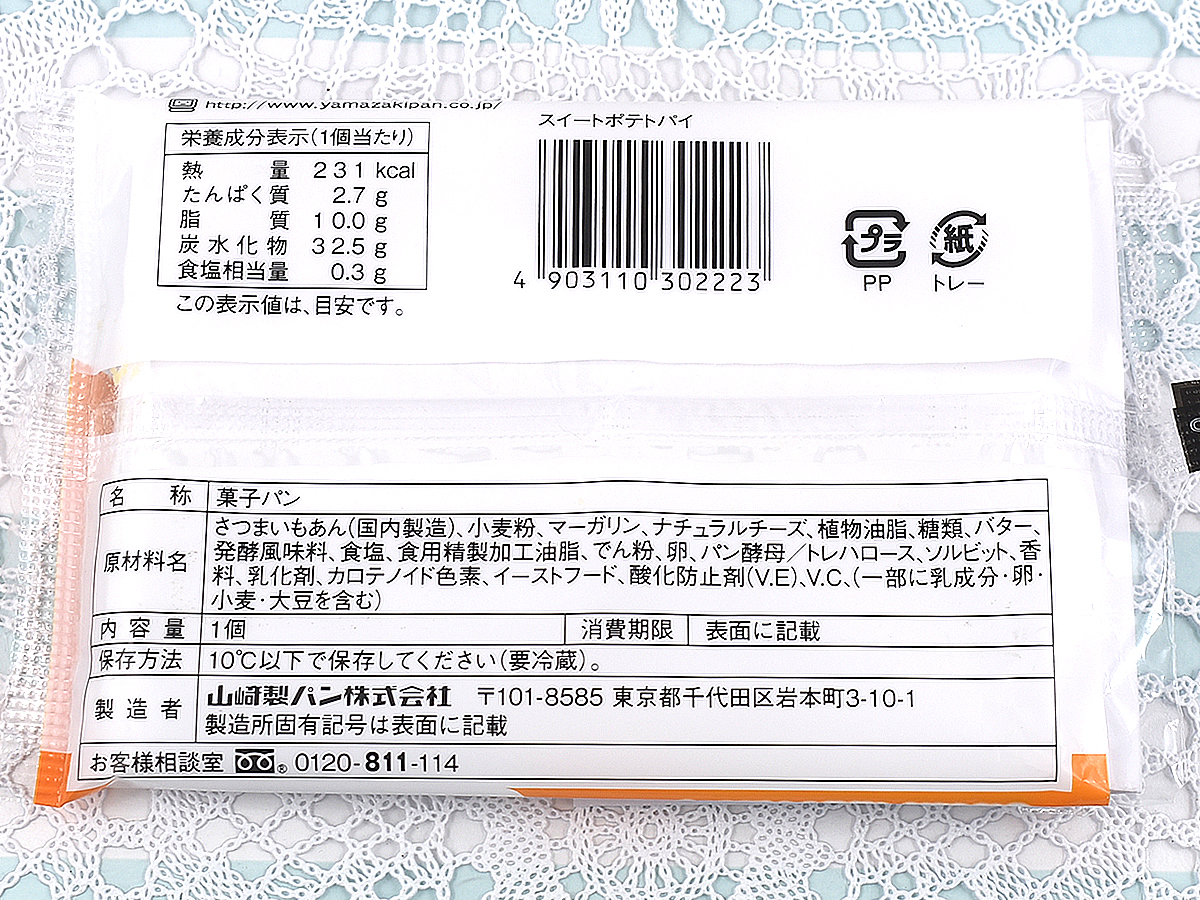 http://www.yamazakipan.co.jp/
栄養成分表示(1個当たり)
熱量 231 kcal
たんぱく質 2.7 g
脂質 10.0 g
炭水化物 32.5 g
食塩相当量 0.3 g
この表示値は、目安です。
スイートポテトパイ
4 903110 302223
プラ
PP
紙
トレー
名称 菓子パン
原材料名 さつまいもあん(国内製造)、小麦粉、マーガリン、ナチュラルチーズ、植物油脂、糖類、バター、
発酵風味料、食塩、食用精製加工油脂、でん粉、卵、パン酵母／トレハロース、ソルビット、香
料、乳化剤、カロテノイド色素、イーストフード、酸化防止剤(V.E)、V.C、(一部に乳成分・卵・
小麦・大豆を含む)
内容量 1個 消費期限 表面に記載
保存方法 10℃以下で保存してください(要冷蔵)。
製造者 山崎製パン株式会社 〒101-8585 東京都千代田区岩本町3-10-1
製造所固有記号は表面に記載
お客様相談室 ® 0120-811-114